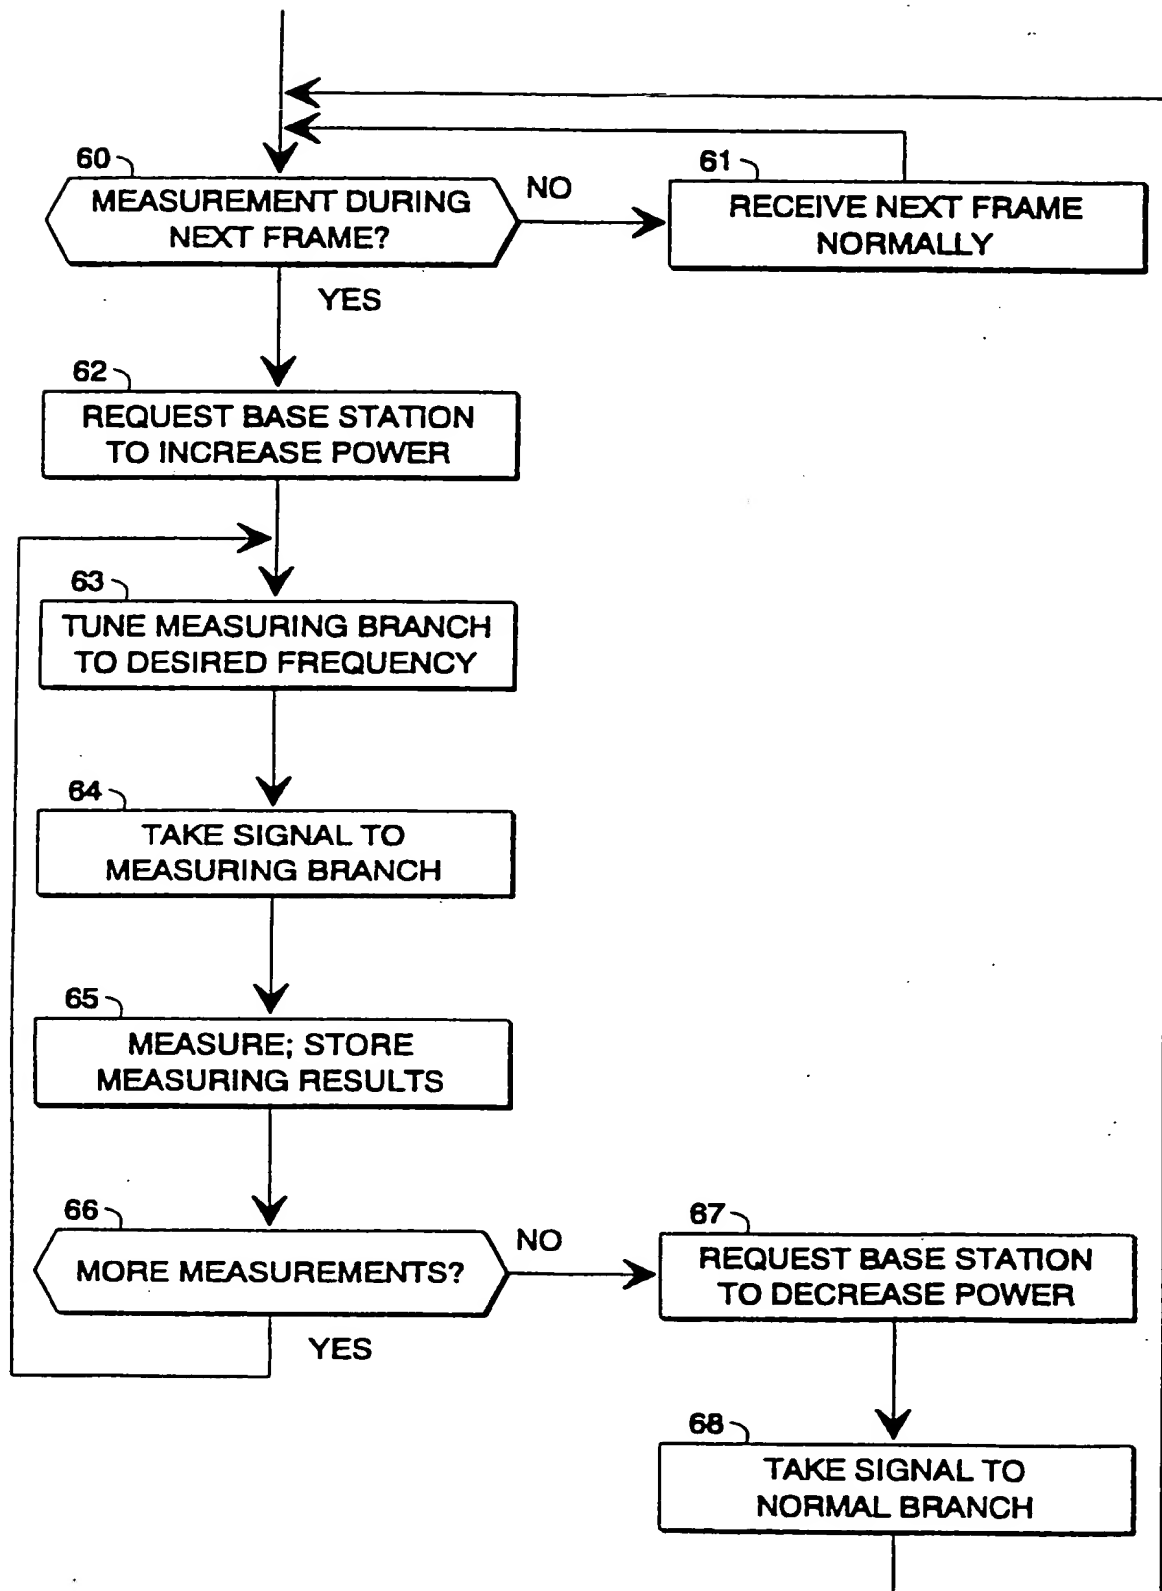 60
MEASUREMENT DURING
NEXT FRAME?
NO
61
RECEIVE NEXT FRAME
NORMALLY
YES
62
REQUEST BASE STATION
TO INCREASE POWER
63
TUNE MEASURING BRANCH
TO DESIRED FREQUENCY
64
TAKE SIGNAL TO
MEASURING BRANCH
65
MEASURE; STORE
MEASURING RESULTS
66
MORE MEASUREMENTS?
NO
YES
67
REQUEST BASE STATION
TO DECREASE POWER
68
TAKE SIGNAL TO
NORMAL BRANCH